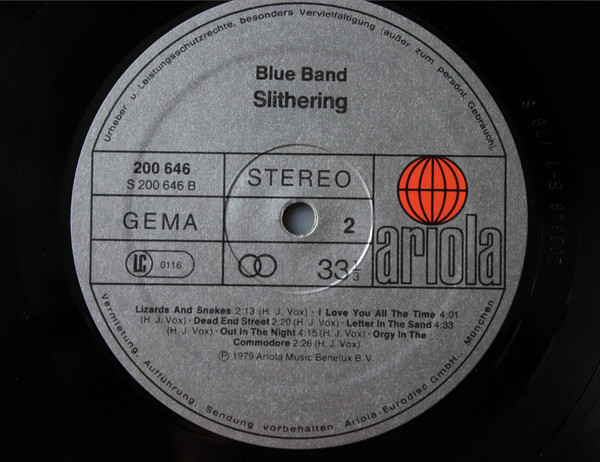 Urheber- u. Leistungsschutzrechte, besonders Vervielfältigung (außer zum persönl. Gebrauch),
Blue Band
Slithering
200 646
S 200 646 B
STEREO
GEMA
2
ariola
LC 0116
33 1/3
Lizards And Snakes 2:13 (H. J. Vox) · I Love You All The Time 4:01
(H. J. Vox) · Dead End Street 2:20 (H. J. Vox) · Letter In The Sand 4:33
(H. J. Vox) · Out In The Night 4:15 (H. J. Vox) · Orgy In The
Commodore 2:26 (H. J. Vox)
Ⓟ 1979 Ariola Music Benelux B.V.
Vermietung, Aufführung, Sendung vorbehalten. Ariola-Eurodisc GmbH., München